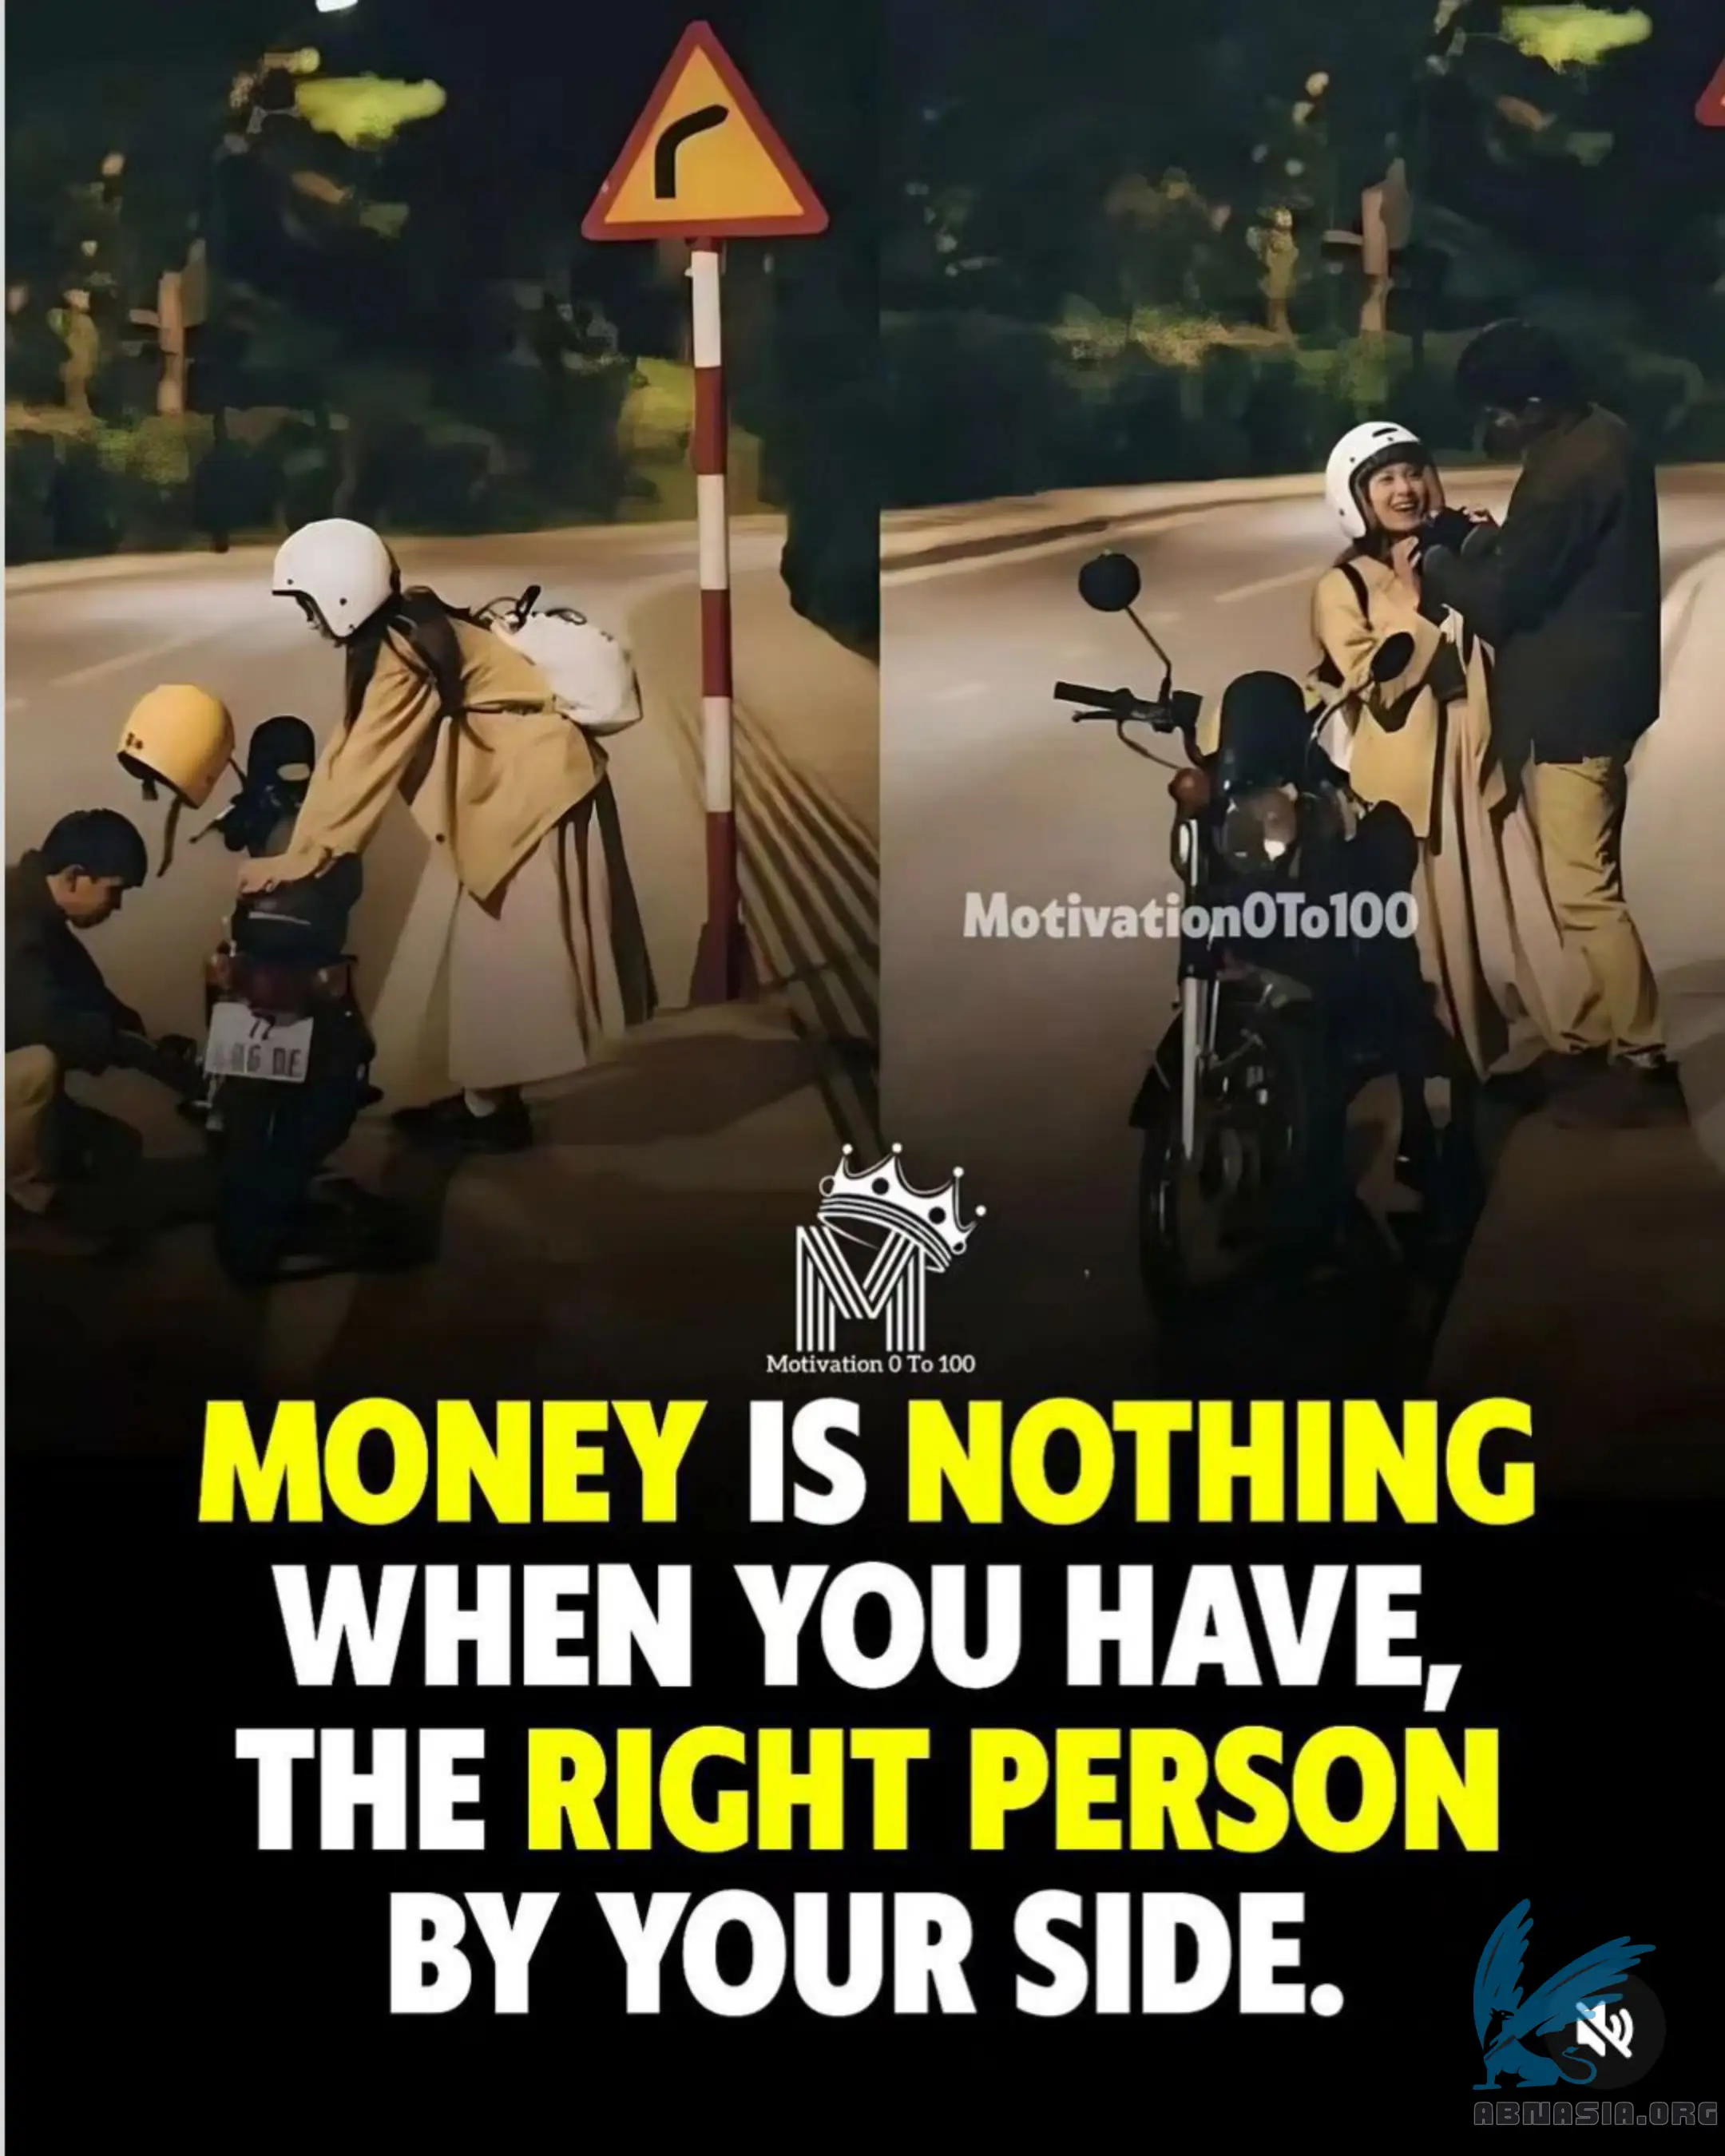 Motivation0To100
Motivation 0 To 100
MONEY IS NOTHING
WHEN YOU HAVE,
THE RIGHT PERSON
BY YOUR SIDE.
ABNASIA.ORG